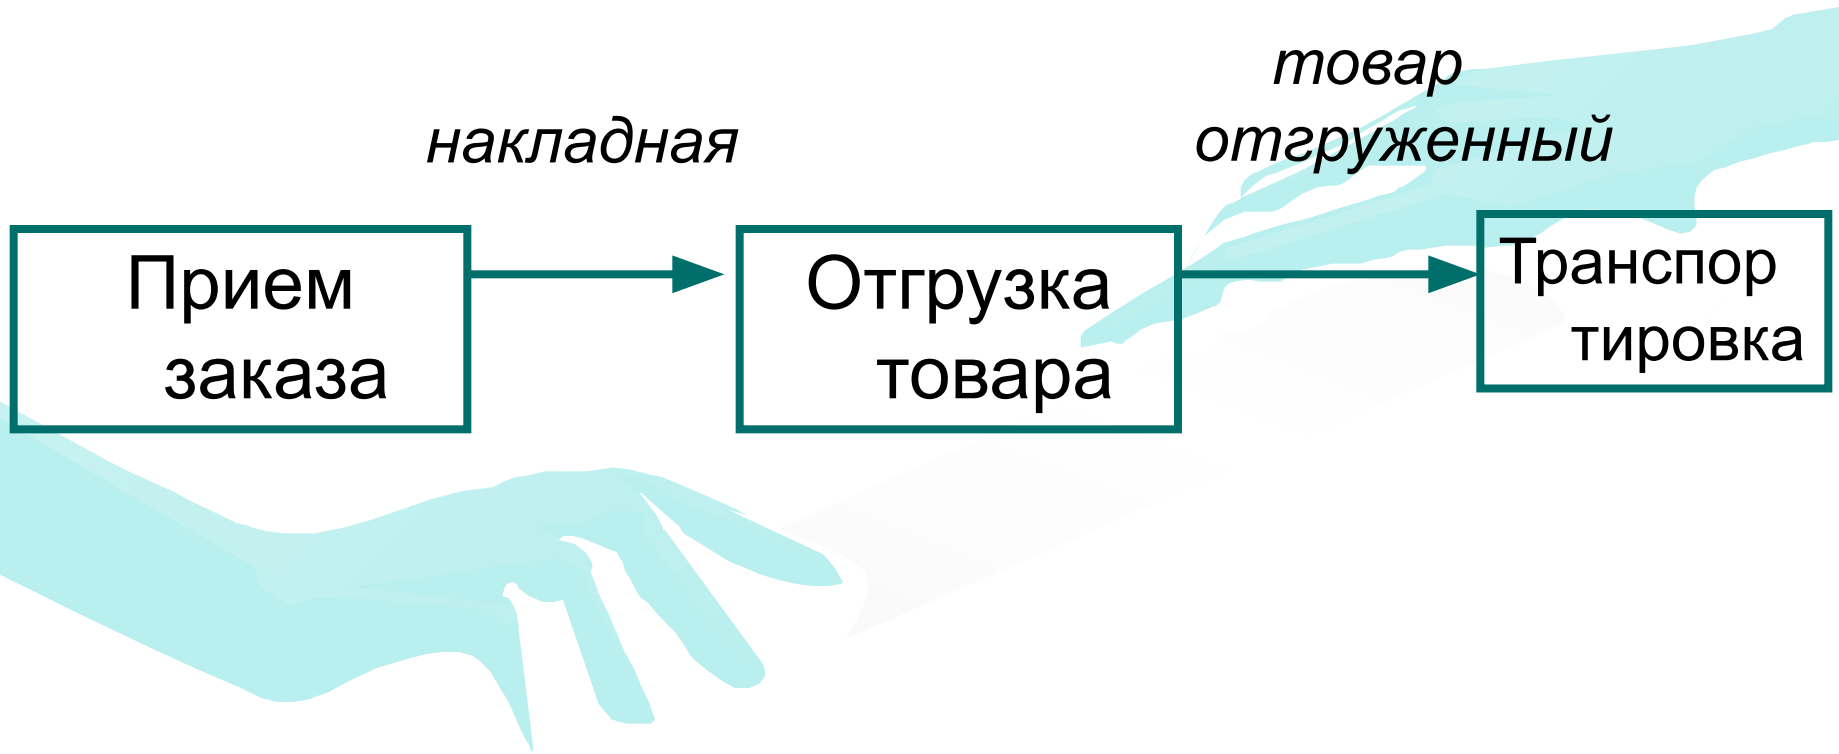 товар
отгруженный
накладная
Прием
заказа
Отгрузка
товара
Транспор
тировка